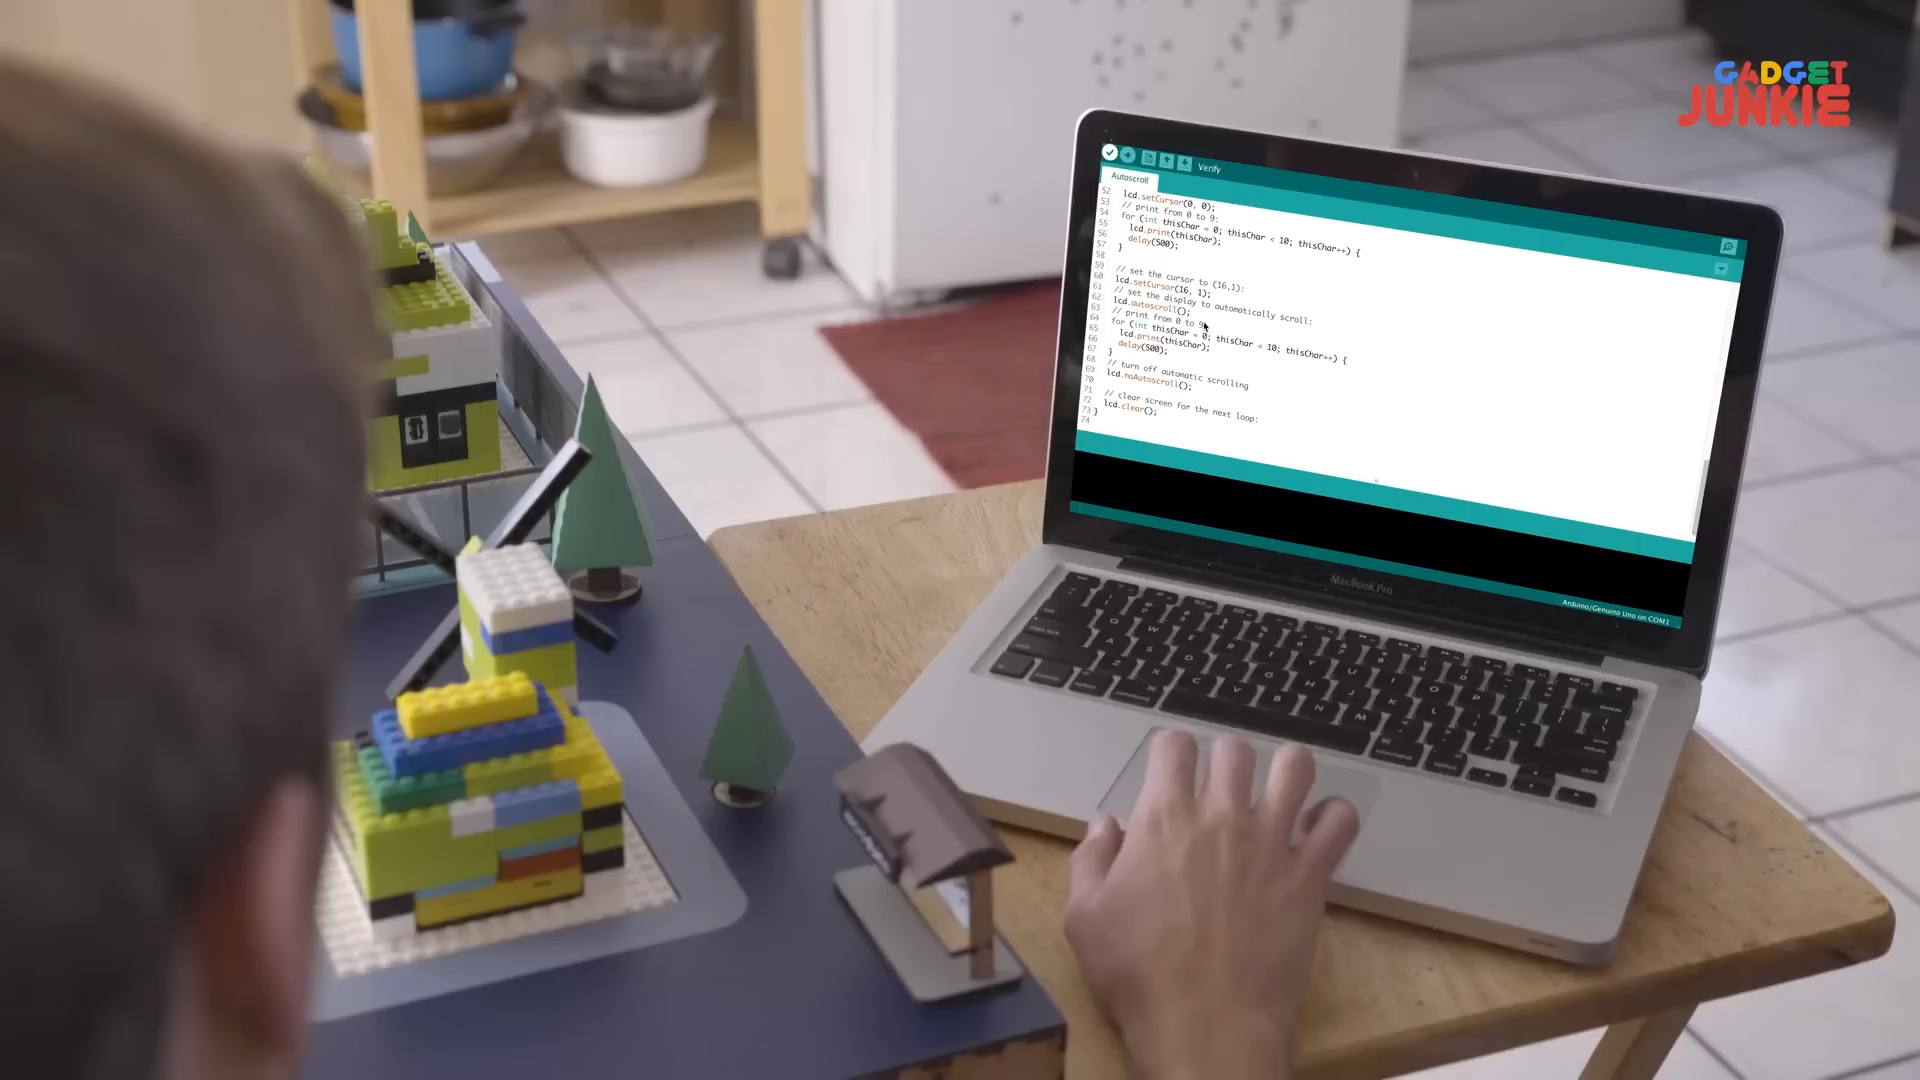 GADGET
JUNKIE
Verify
Autoscroll
52 lcd.setCursor(0, 0);
53 // print from 0 to 9:
54 for (int thisChar = 0; thisChar < 10; thisChar++) {
55 lcd.print(thisChar);
56 delay(500);
57 }
58
59 // set the cursor to (16,1):
60 lcd.setCursor(16, 1);
61 // set the display to automatically scroll:
62 lcd.autoscroll();
63 // print from 0 to 9:
64 for (int thisChar = 0; thisChar < 10; thisChar++) {
65 lcd.print(thisChar);
66 delay(500);
67 }
68 // turn off automatic scrolling
69 lcd.noAutoscroll();
70
71 // clear screen for the next loop:
72 lcd.clear();
73 }
74
Arduino/Genuino Uno on COM1
MacBook Pro